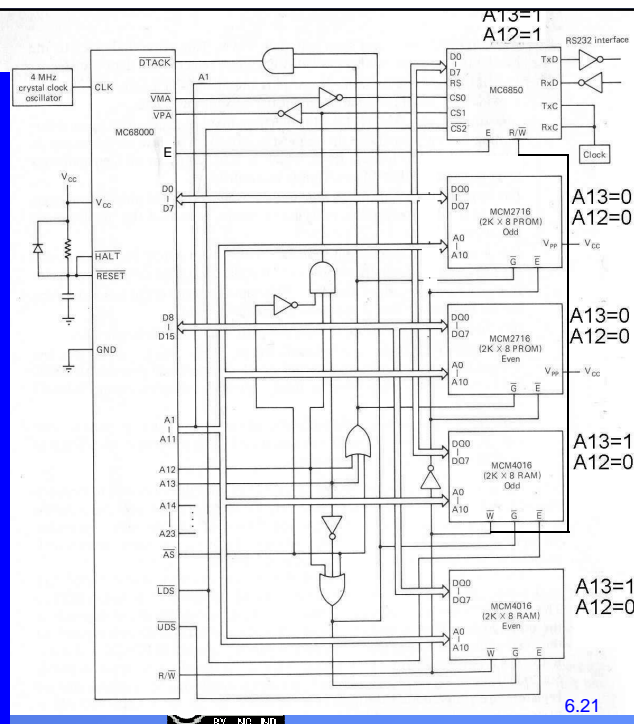 A13=1
A12=1
RS232 interface
4 MHz
crystal clock
oscillator
CLK
DTACK
A1
VMA
VPA
MC68000
E
D0
D7
RS
CS0
CS1
CS2
E
R/W
MC6850
TxD
RxD
TxC
RxC
Clock
VCC
VCC
HALT
RESET
GND
D0
D7
D8
D15
A1
A11
A12
A13
A14
A23
AS
LDS
UDS
R/W
DQ0
DQ7
MCM2716
(2K × 8 PROM)
Odd
A0
A10
VPP
VCC
G
E
A13=0
A12=0
DQ0
DQ7
MCM2716
(2K × 8 PROM)
Even
A0
A10
VPP
VCC
G
E
A13=0
A12=0
DQ0
DQ7
MCM4016
(2K × 8 RAM)
Odd
A0
A10
W
G
E
A13=1
A12=0
DQ0
DQ7
MCM4016
(2K × 8 RAM)
Even
A0
A10
W
G
E
A13=1
A12=0
6.21
BY NC ND